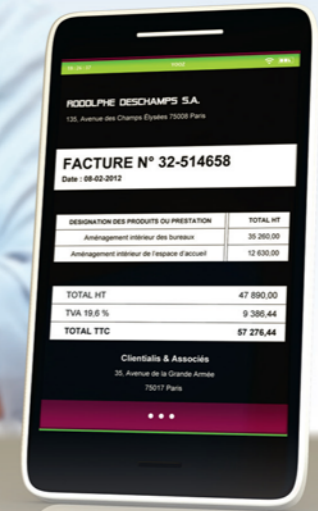 RODOLPHE DESCHAMPS S.A.
135, Avenue des Champs Élysées 75008 Paris
FACTURE N° 32-514658
Date : 08-02-2012
DESIGNATION DES PRODUITS OU PRESTATION TOTAL HT
Aménagement intérieur des bureaux 35 260,00
Aménagement intérieur de l'espace d'accueil 12 630,00
TOTAL HT 47 890,00
TVA 19,6 % 9 386,44
TOTAL TTC 57 276,44
Clientialis & Associés
35, Avenue de la Grande Armée
75017 Paris